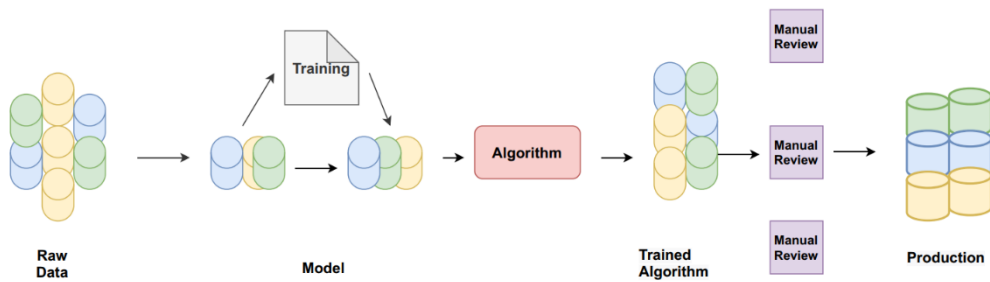 Manual
Review
Training
Algorithm
Manual
Review
Manual
Review
Raw
Data
Model
Trained
Algorithm
Production